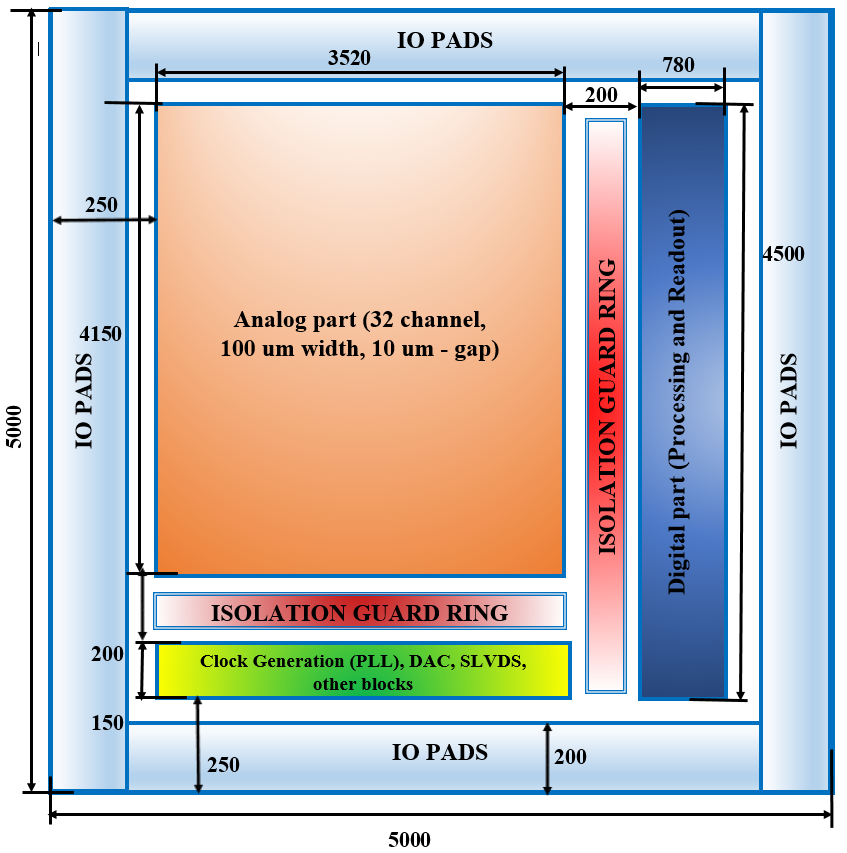 IO PADS
3520
780
200
250
4500
Analog part (32 channel,
100 um width, 10 um - gap)
ISOLATION GUARD RING
Digital part (Processing and Readout)
4150
IO PADS
IO PADS
5000
ISOLATION GUARD RING
200
Clock Generation (PLL), DAC, SLVDS,
other blocks
150
IO PADS
250
200
5000